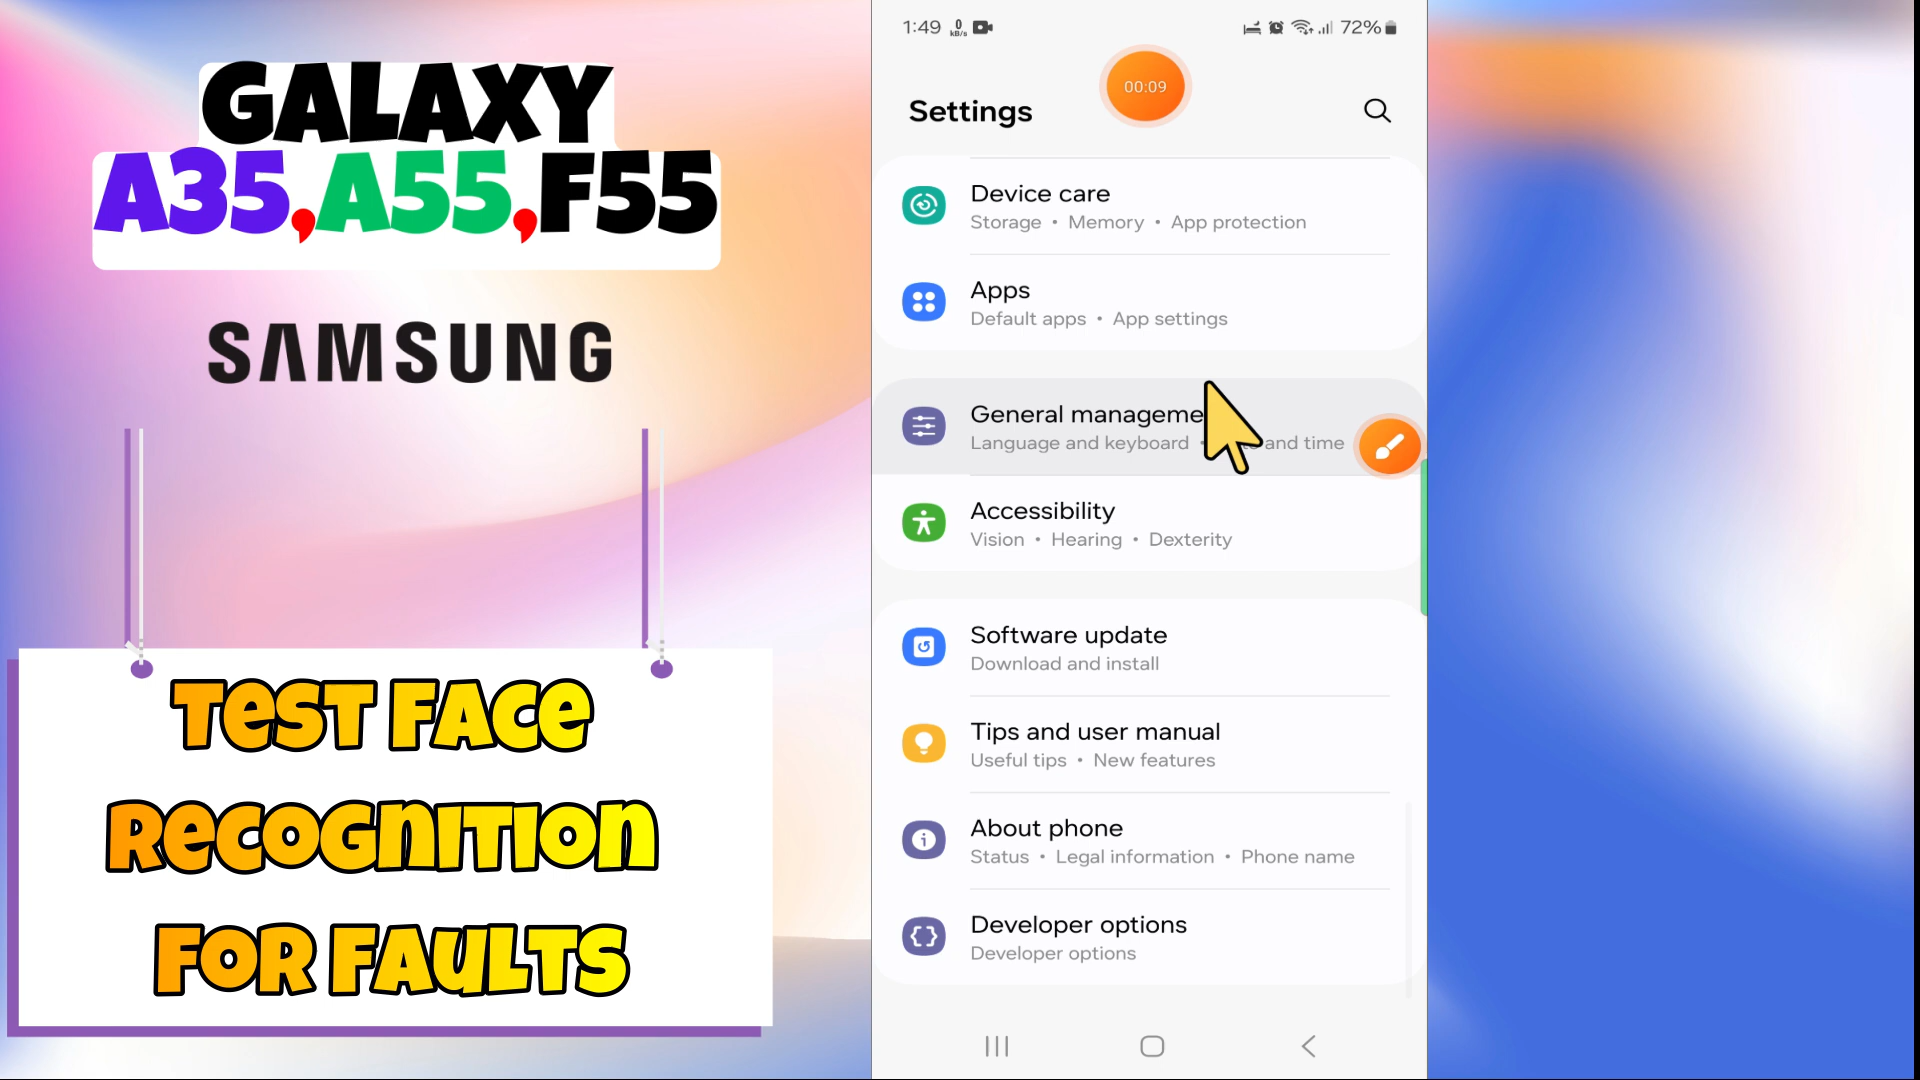 GALAXY
A35,A55,F55
SAMSUNG
TEST FACE
RECOGNITION
FOR FAULTS
1:49 0 kB/s 72%
00:09
Settings
Device care
Storage • Memory • App protection
Apps
Default apps • App settings
General manageme
Language and keyboard • and time
Accessibility
Vision • Hearing • Dexterity
Software update
Download and install
Tips and user manual
Useful tips • New features
About phone
Status • Legal information • Phone name
Developer options
Developer options